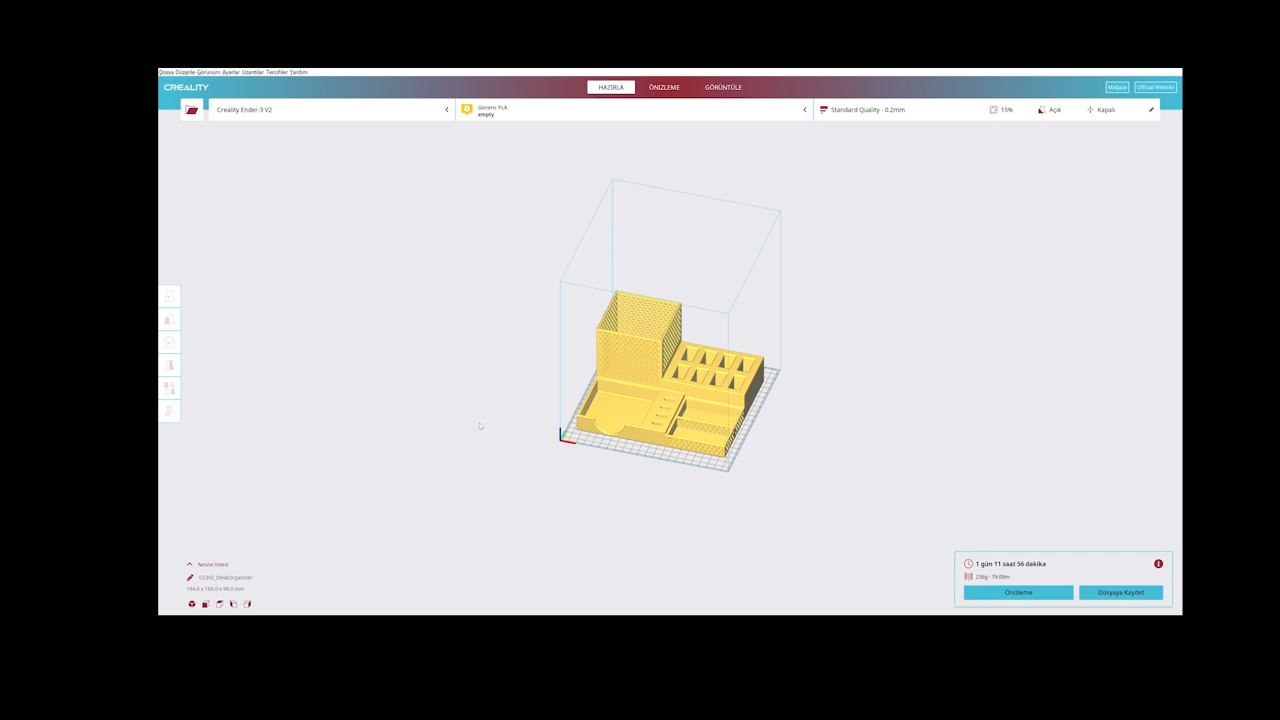 Dosya Düzenle Görünüm Ayarlar Uzantılar Tercihler Yardım
CREALITY
HAZIRLA
ÖNİZLEME
GÖRÜNTÜLE
Mağaza
Official Website
Creality Ender-3 V2
Generic PLA
empty
Standard Quality - 0.2mm
15%
Açık
Kapalı
Nesne listesi
CE3V2_DeskOrganizer
194.0 x 166.0 x 98.0 mm
1 gün 11 saat 56 dakika
236g · 79.09m
Önizleme
Dosyaya Kaydet